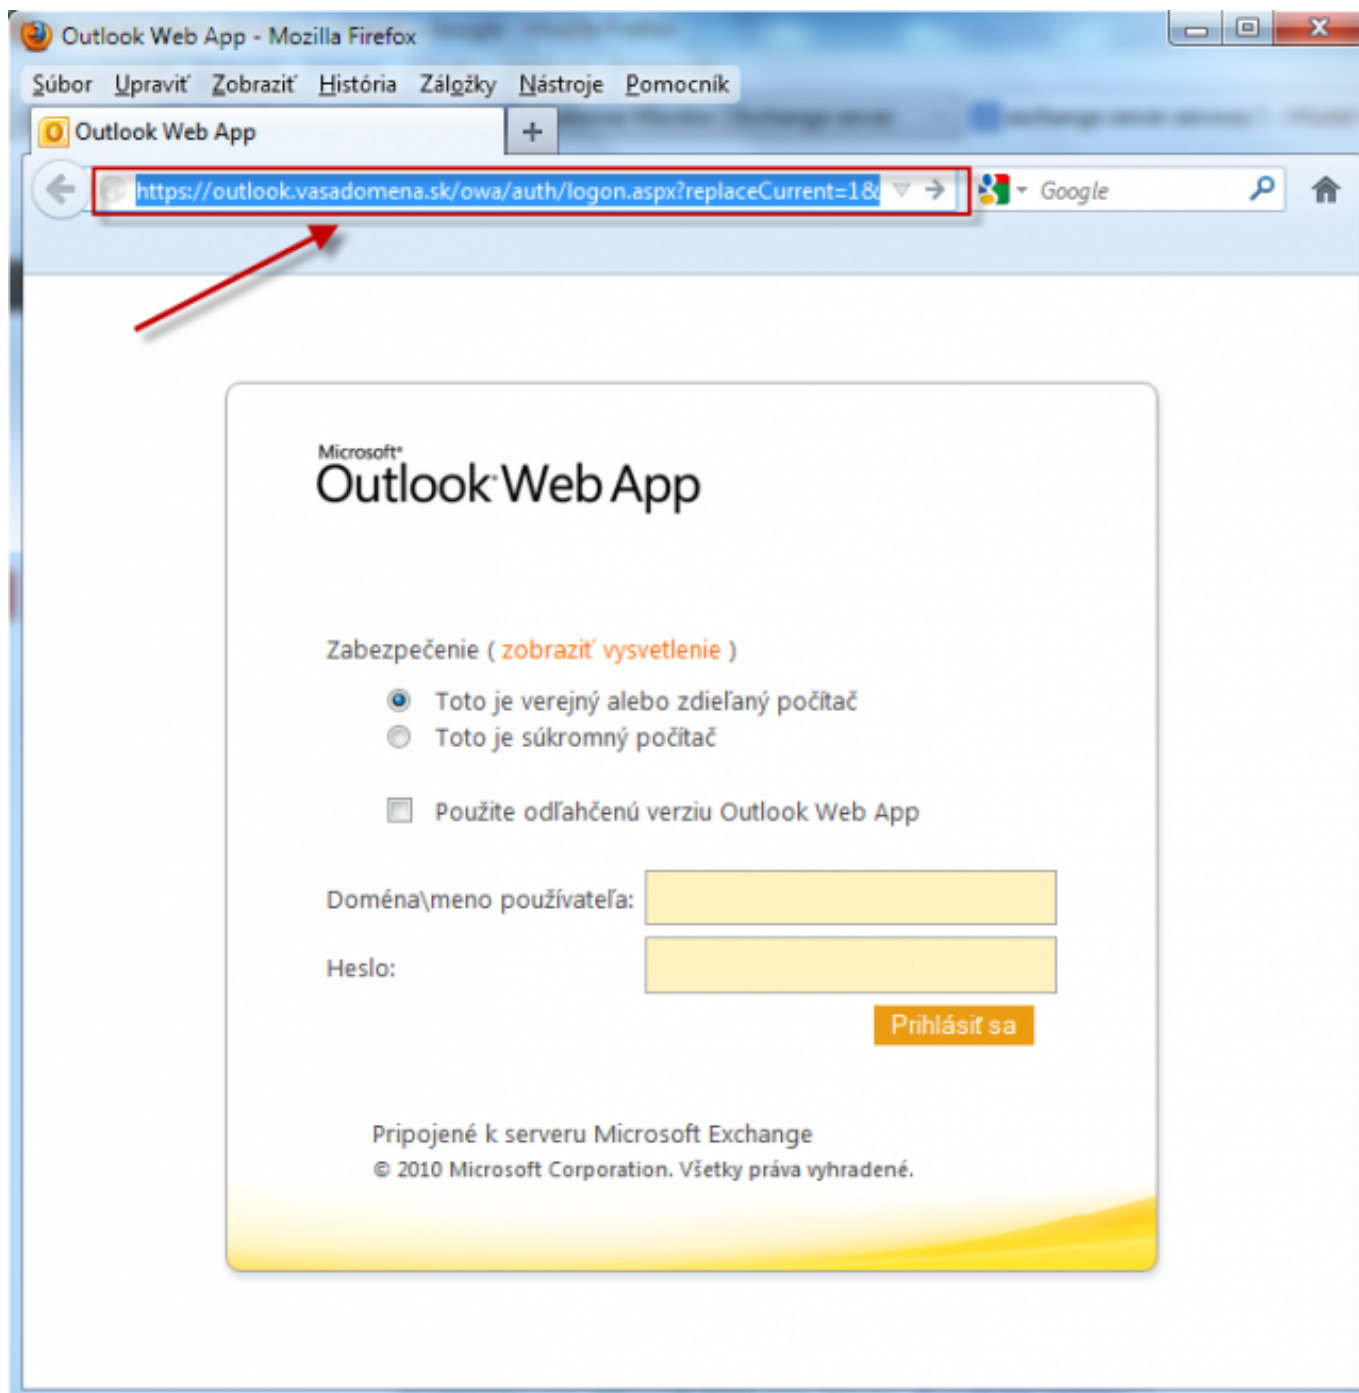 Outlook Web App - Mozilla Firefox
Súbor Upraviť Zobraziť História Záložky Nástroje Pomocník
Outlook Web App
https://outlook.vasadomena.sk/owa/auth/logon.aspx?replaceCurrent=1&
Google
Microsoft®
Outlook Web App
Zabezpečenie ( zobraziť vysvetlenie )
Toto je verejný alebo zdieľaný počítač
Toto je súkromný počítač
Použite odľahčenú verziu Outlook Web App
Doména\meno používateľa:
Heslo:
Prihlásiť sa
Pripojené k serveru Microsoft Exchange
© 2010 Microsoft Corporation. Všetky práva vyhradené.